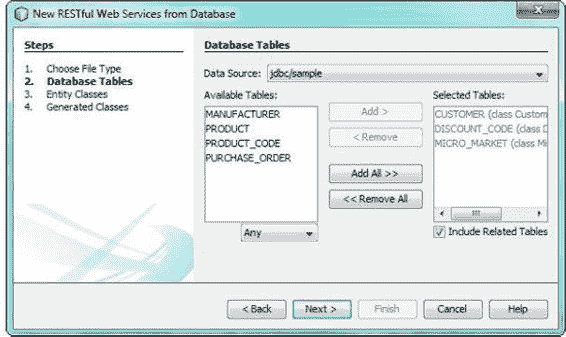 New RESTful Web Services from Database
Steps
1. Choose File Type
2. Database Tables
3. Entity Classes
4. Generated Classes
Database Tables
Data Source: jdbc/sample
Available Tables:
MANUFACTURER
PRODUCT
PRODUCT_CODE
PURCHASE_ORDER
Any
Add >
< Remove
Add All >>
<< Remove All
Selected Tables:
CUSTOMER (class Custom
DISCOUNT_CODE (class D
MICRO_MARKET (class Mi
Include Related Tables
< Back
Next >
Finish
Cancel
Help